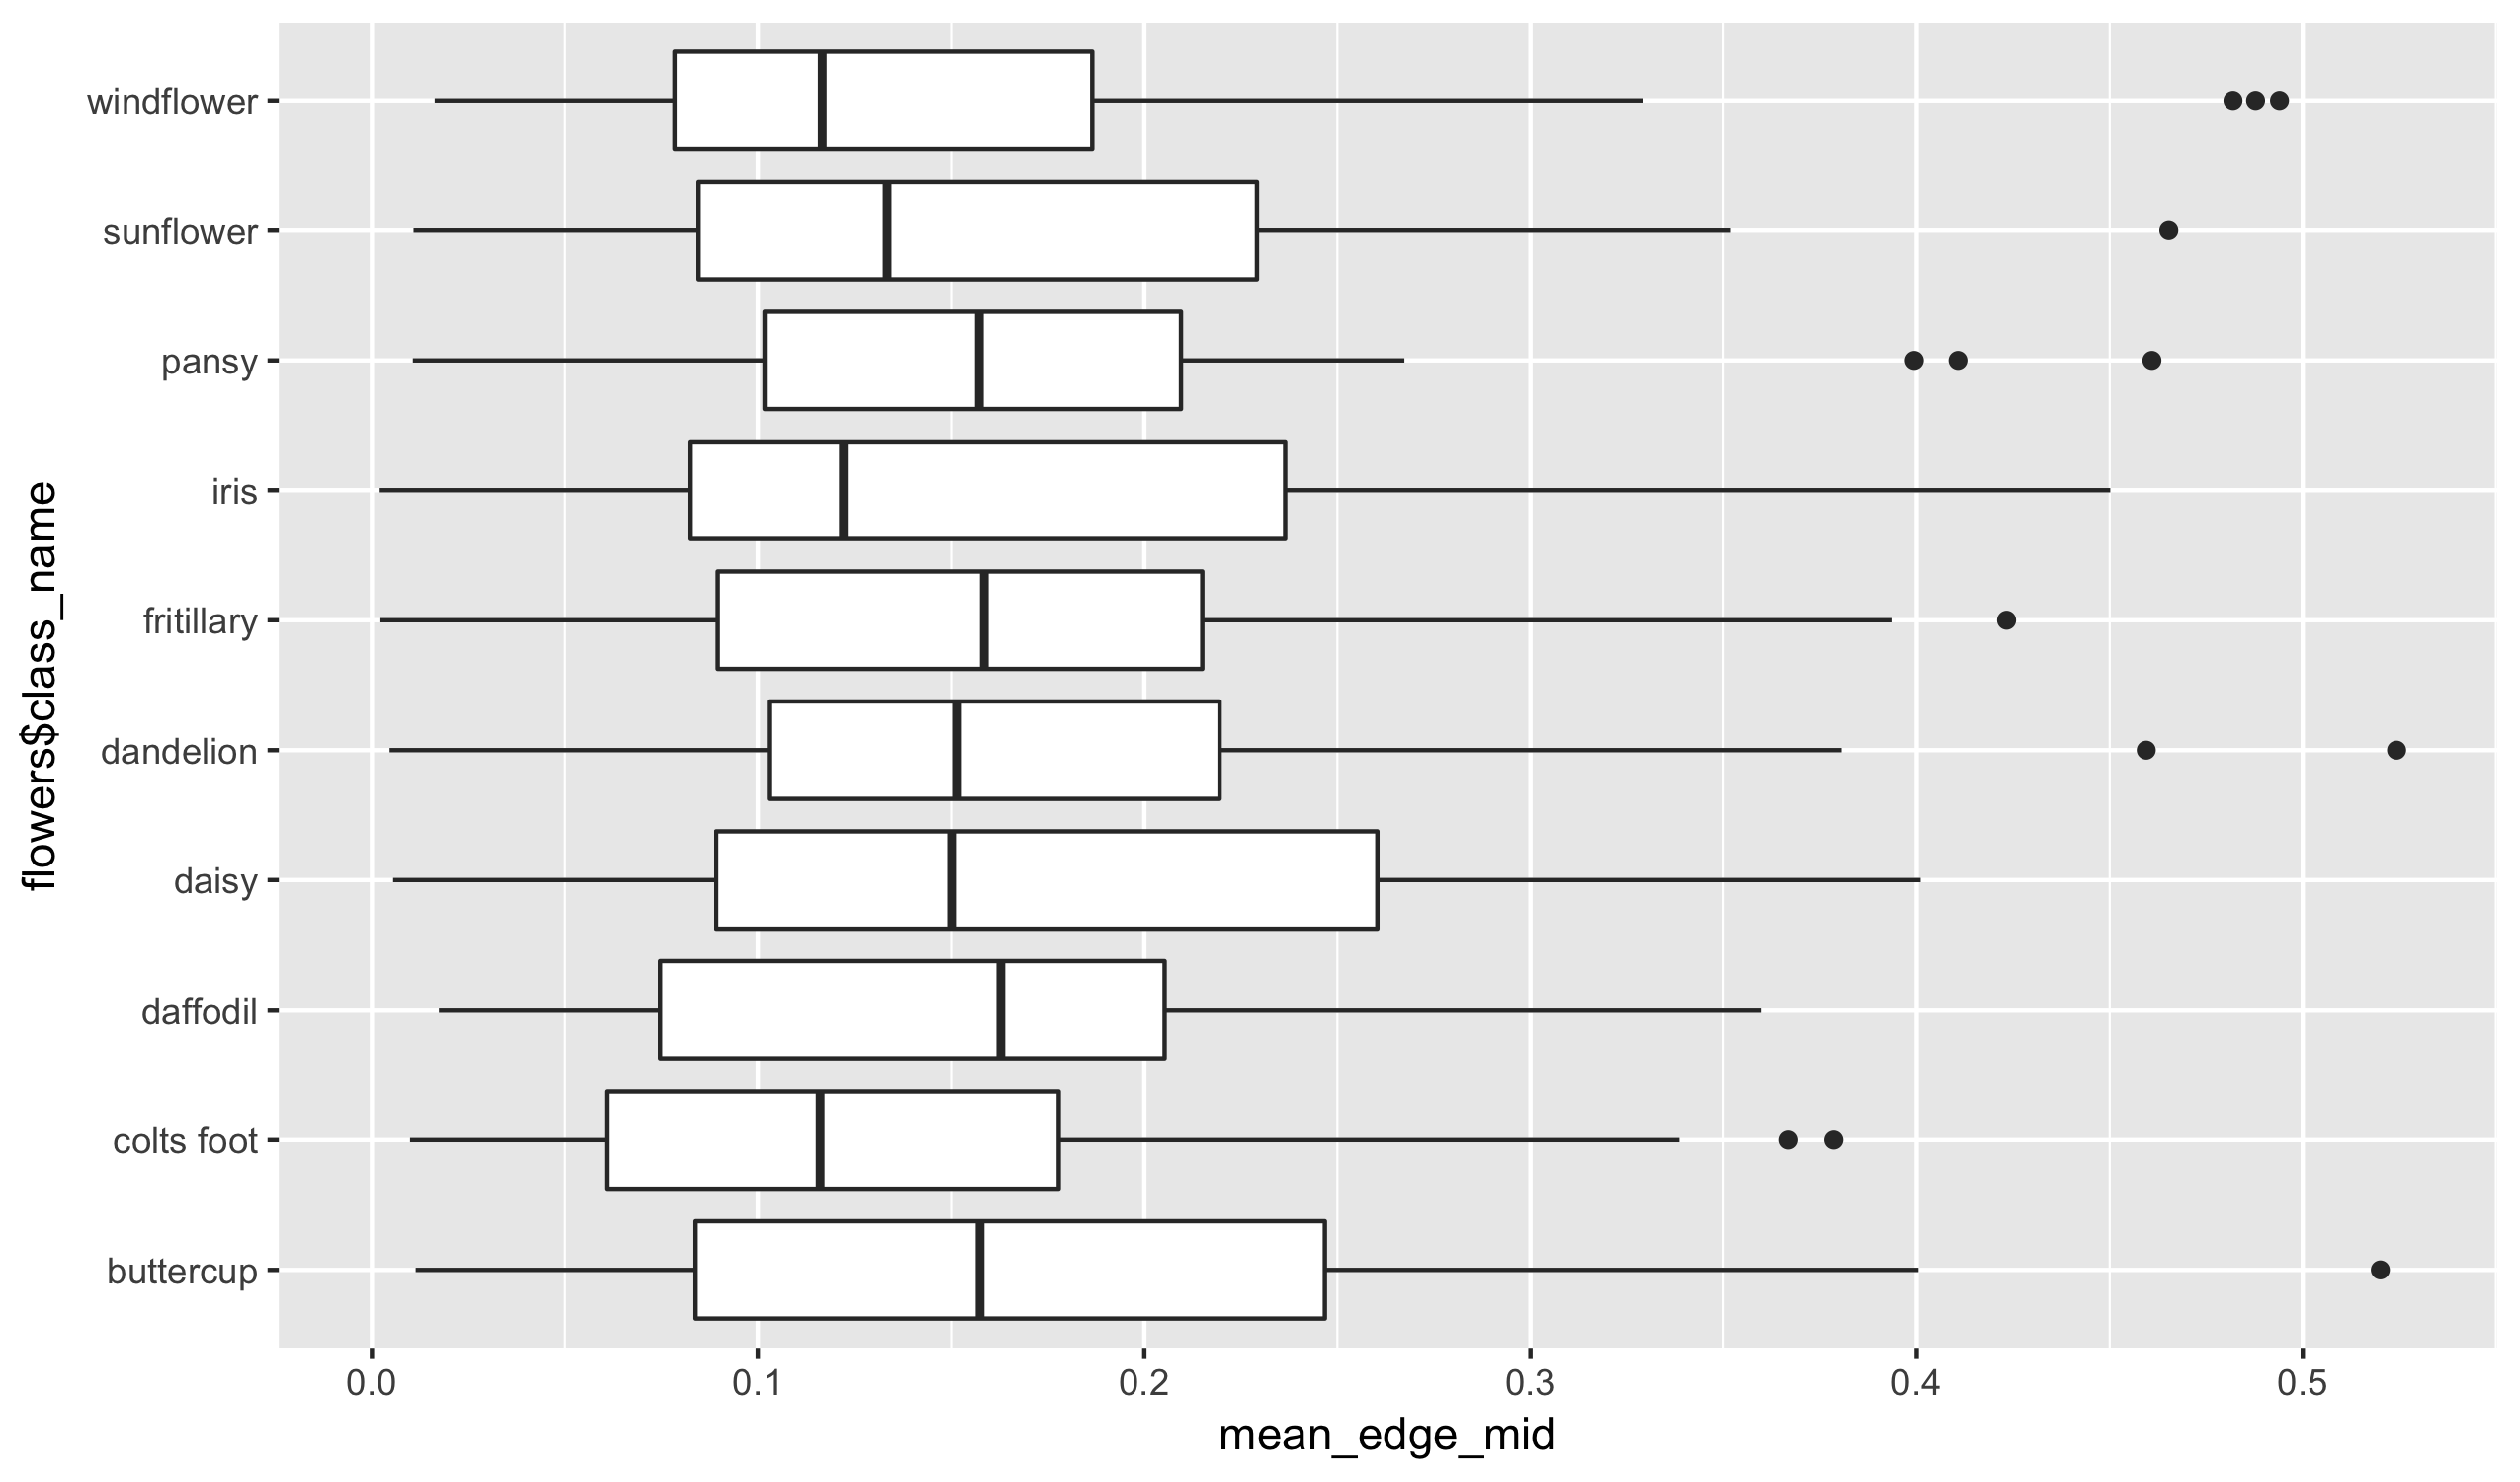 flowers$class_name
windflower
sunflower
pansy
iris
fritillary
dandelion
daisy
daffodil
colts foot
buttercup
0.0 0.1 0.2 0.3 0.4 0.5
mean_edge_mid